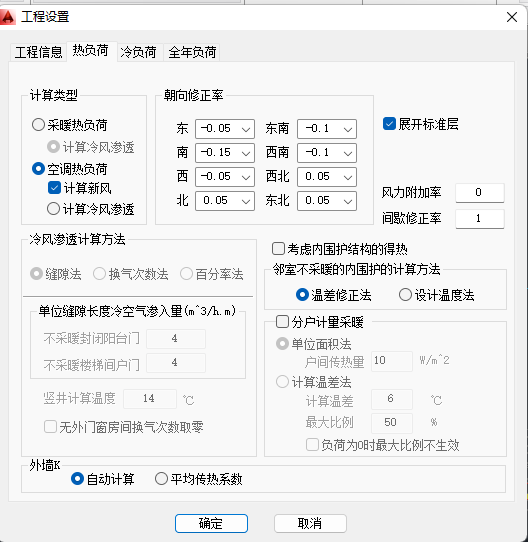 工程设置
工程信息 热负荷 冷负荷 全年负荷
计算类型
采暖热负荷
计算冷风渗透
空调热负荷
计算新风
计算冷风渗透
朝向修正率
东 -0.05 东南 -0.1
南 -0.15 西南 -0.1
西 -0.05 西北 0.05
北 0.05 东北 0.05
展开标准层
风力附加率 0
间歇修正率 1
冷风渗透计算方法
缝隙法 换气次数法 百分率法
单位缝隙长度冷空气渗入量(m^3/h.m)
不采暖封闭阳台门 4
不采暖楼梯间户门 4
竖井计算温度 14 ℃
无外门窗房间换气次数取零
考虑内围护结构的得热
邻室不采暖的内围护的计算方法
温差修正法 设计温度法
分户计量采暖
单位面积法
户间传热量 10 W/m^2
计算温差法
计算温差 6 ℃
最大比例 50 %
负荷为0时最大比例不生效
外墙K
自动计算 平均传热系数
确定 取消